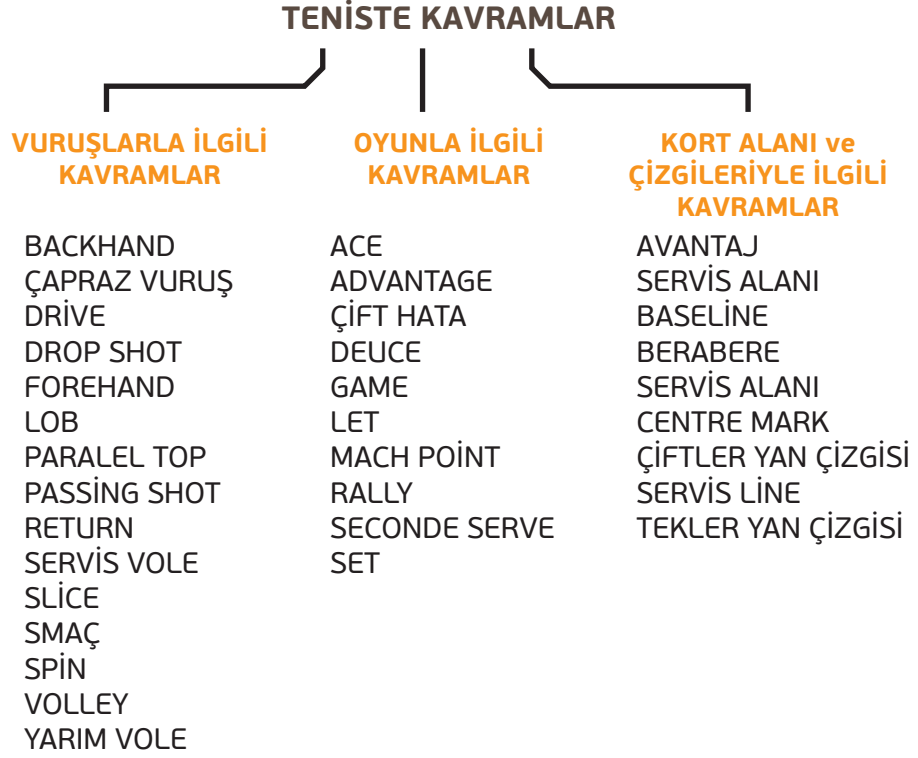 TENİSTE KAVRAMLAR
VURUŞLARLA İLGİLİ
KAVRAMLAR
BACKHAND
ÇAPRAZ VURUŞ
DRİVE
DROP SHOT
FOREHAND
LOB
PARALEL TOP
PASSİNG SHOT
RETURN
SERVİS VOLE
SLİCE
SMAÇ
SPİN
VOLLEY
YARIM VOLE
OYUNLA İLGİLİ
KAVRAMLAR
ACE
ADVANTAGE
ÇİFT HATA
DEUCE
GAME
LET
MACH POİNT
RALLY
SECONDE SERVE
SET
KORT ALANI ve
ÇİZGİLERİYLE İLGİLİ
KAVRAMLAR
AVANTAJ
SERVİS ALANI
BASELİNE
BERABERE
SERVİS ALANI
CENTRE MARK
ÇİFTLER YAN ÇİZGİSİ
SERVİS LİNE
TEKLER YAN ÇİZGİSİ